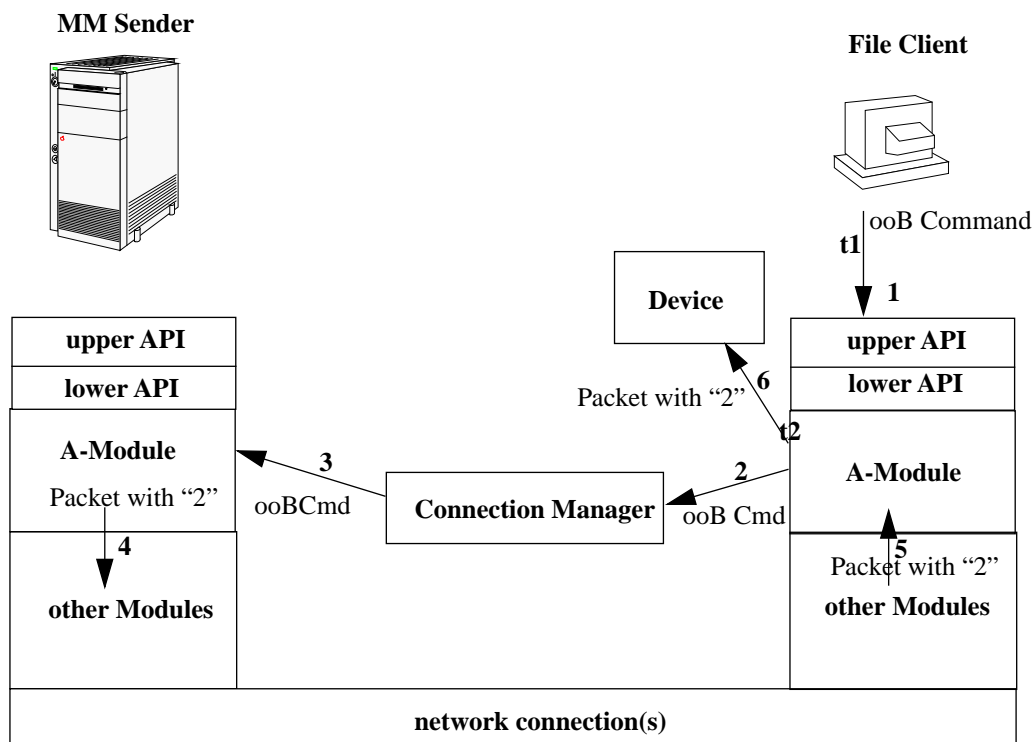 MM Sender
File Client
ooB Command
t1
1
Device
upper API
upper API
lower API
lower API
6
Packet with “2”
t2
A-Module
3
2
A-Module
Packet with “2”
ooBCmd
Connection Manager
ooB Cmd
4
5
Packet with “2”
other Modules
other Modules
network connection(s)